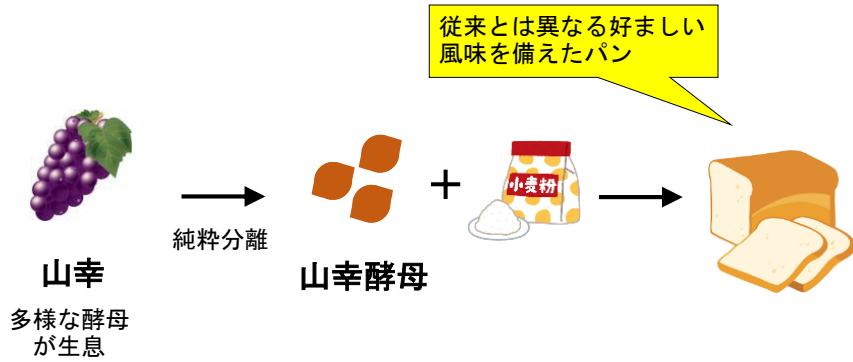 従来とは異なる好ましい
風味を備えたパン
小麦粉
純粋分離
山幸
山幸酵母
多様な酵母
が生息